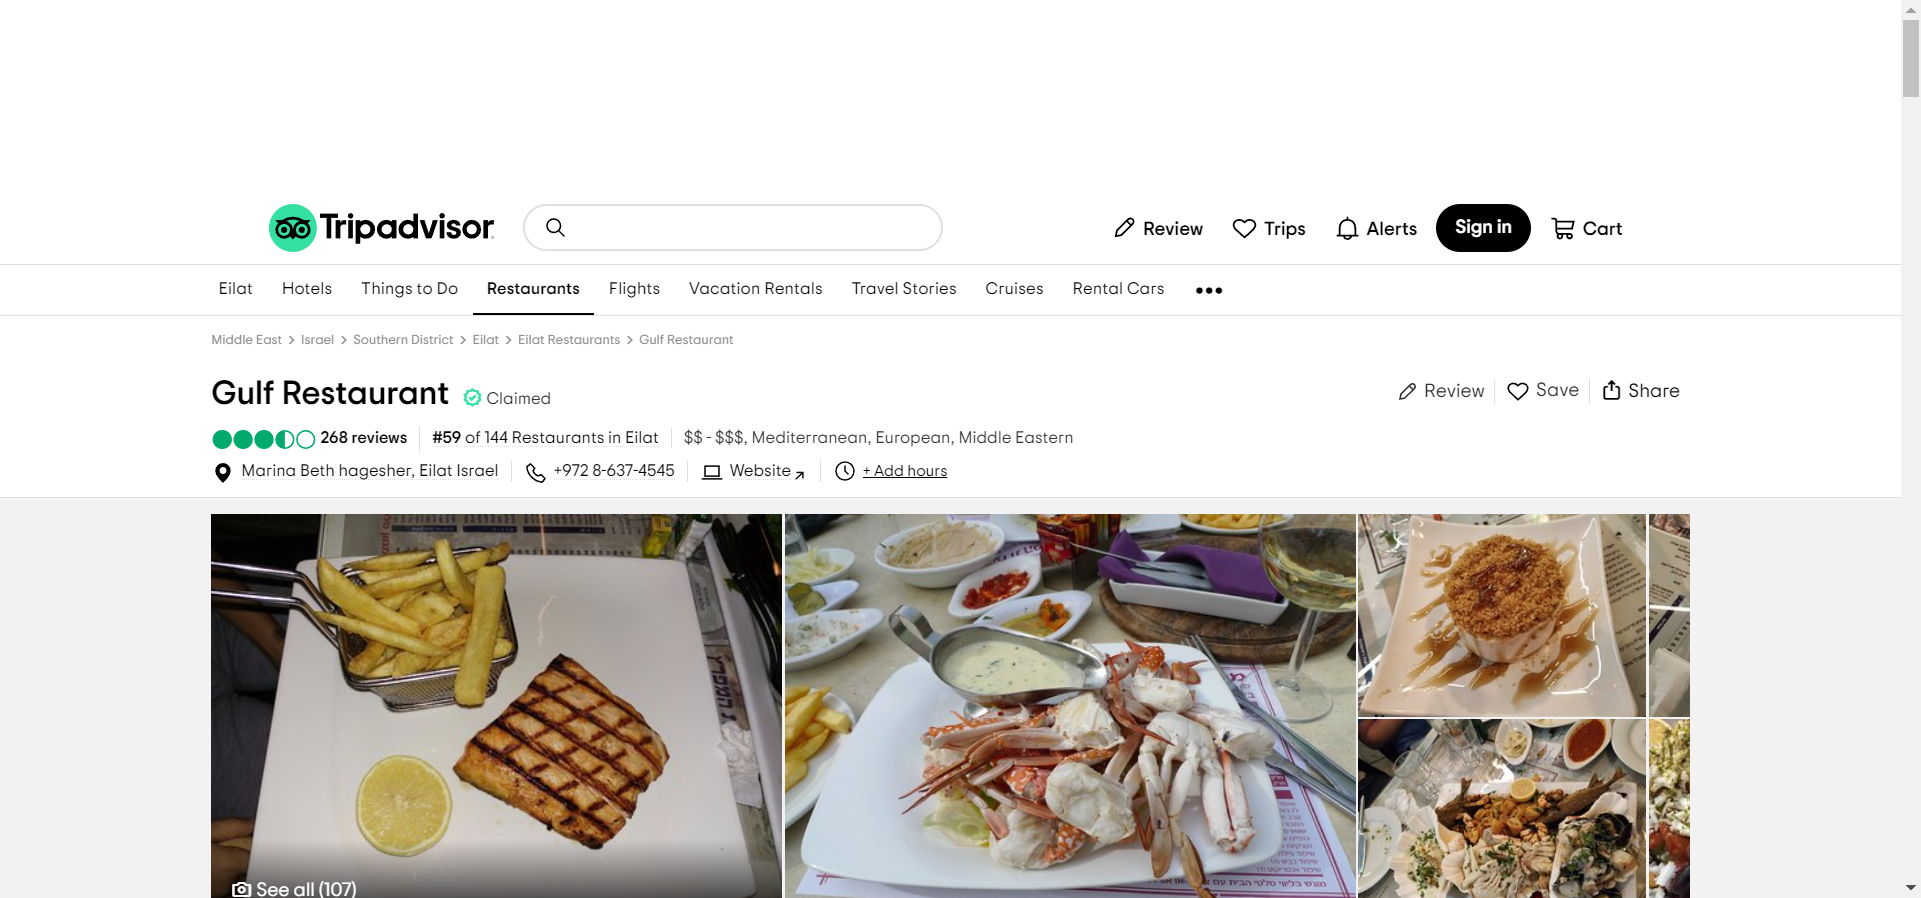 Tripadvisor
Review
Trips
Alerts
Sign in
Cart
Eilat
Hotels
Things to Do
Restaurants
Flights
Vacation Rentals
Travel Stories
Cruises
Rental Cars
Middle East > Israel > Southern District > Eilat > Eilat Restaurants > Gulf Restaurant
Gulf Restaurant
Claimed
Review
Save
Share
268 reviews
#59 of 144 Restaurants in Eilat
$$ - $$$, Mediterranean, European, Middle Eastern
Marina Beth hagesher, Eilat Israel
+972 8-637-4545
Website
+ Add hours
See all (107)